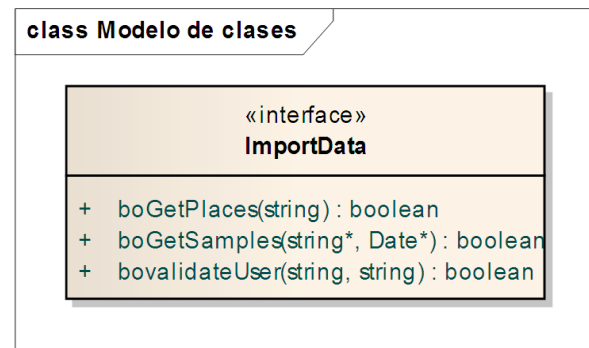 class Modelo de clases
«interface»
ImportData
+ boGetPlaces(string) : boolean
+ boGetSamples(string*, Date*) : boolean
+ bovalidateUser(string, string) : boolean